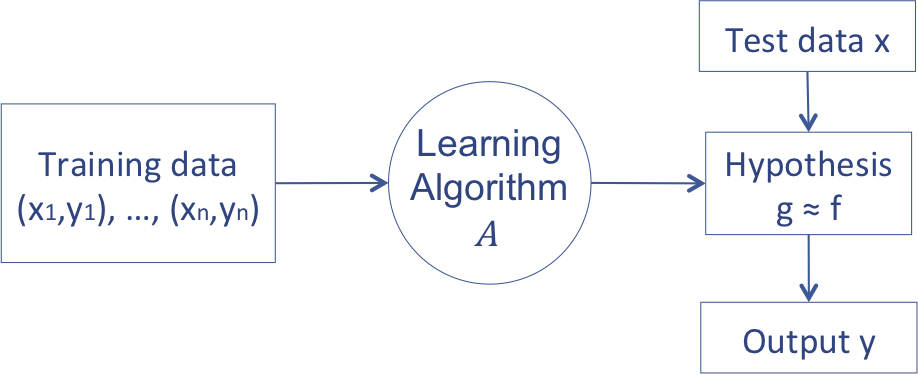 Test data x
Training data
(x1,y1), …, (xn,yn)
Learning
Algorithm
A
Hypothesis
g ≈ f
Output y